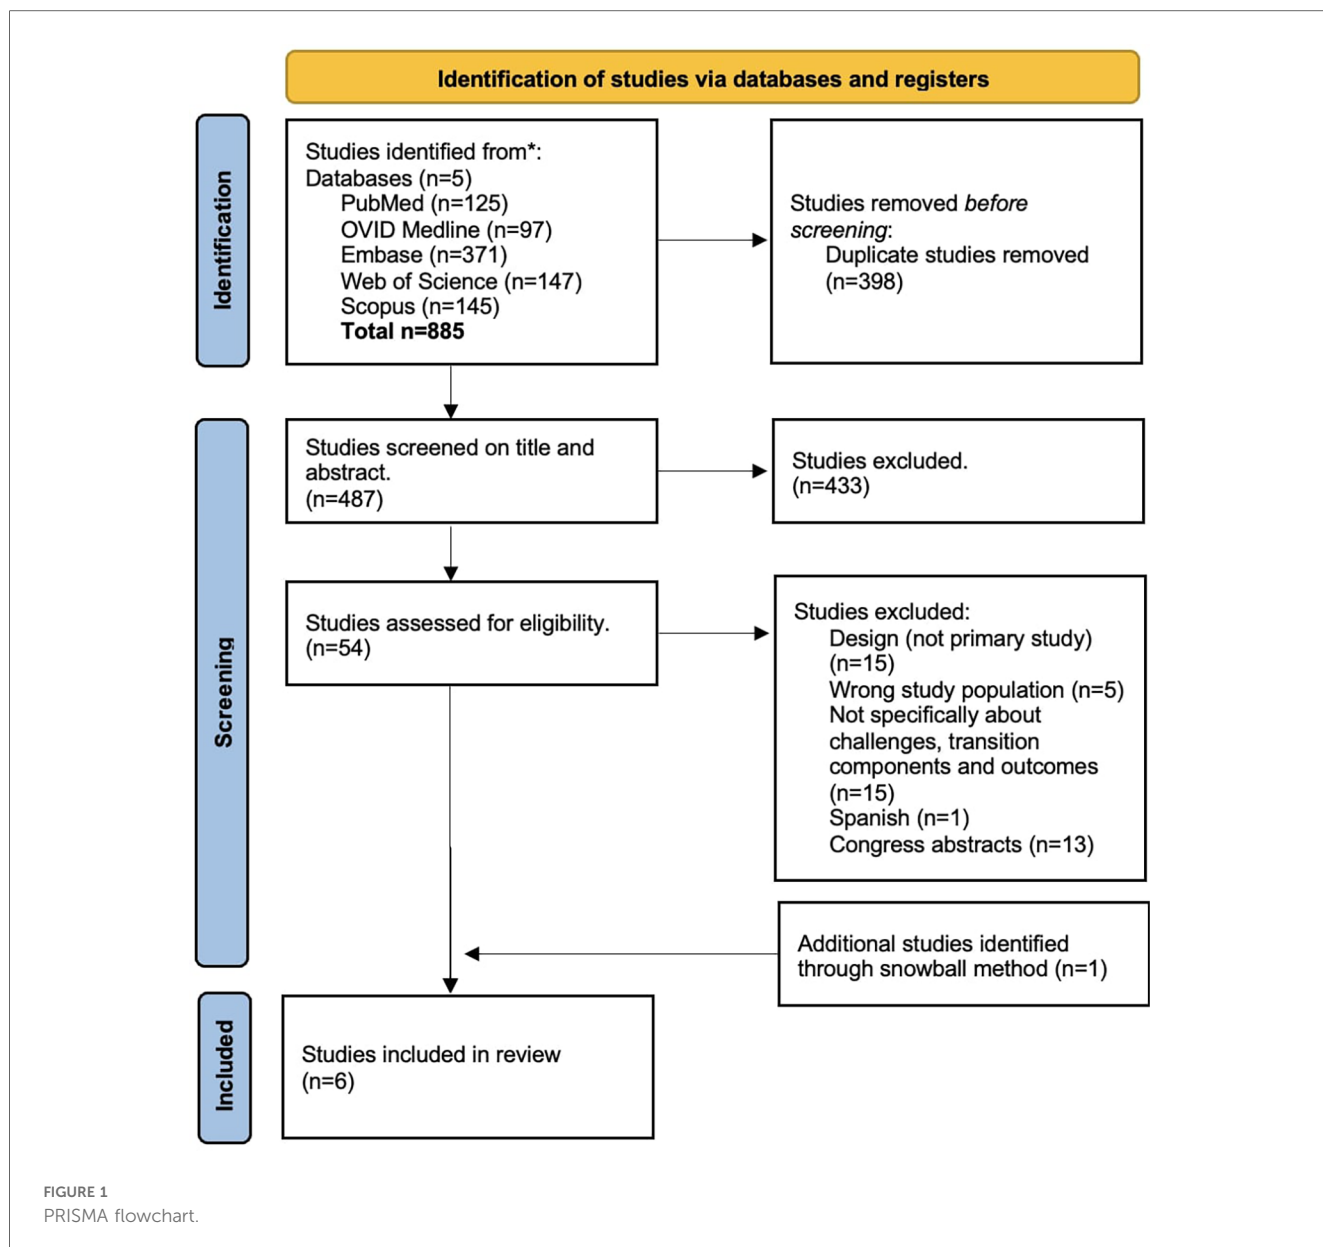 Identification of studies via databases and registers
Identification
Studies identified from*:
Databases (n=5)
PubMed (n=125)
OVID Medline (n=97)
Embase (n=371)
Web of Science (n=147)
Scopus (n=145)
Total n=885
Studies removed before
screening:
Duplicate studies removed
(n=398)
Screening
Studies screened on title and
abstract.
(n=487)
Studies excluded.
(n=433)
Studies assessed for eligibility.
(n=54)
Studies excluded:
Design (not primary study)
(n=15)
Wrong study population (n=5)
Not specifically about
challenges, transition
components and outcomes
(n=15)
Spanish (n=1)
Congress abstracts (n=13)
Additional studies identified
through snowball method (n=1)
Included
Studies included in review
(n=6)
FIGURE 1
PRISMA flowchart.